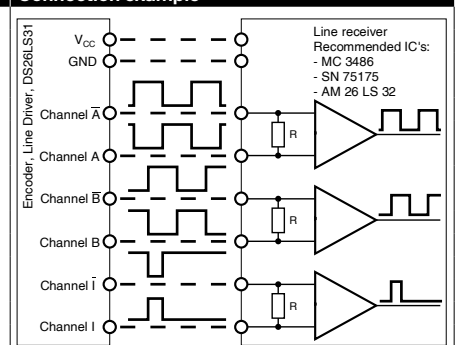 Connection example
Encoder, Line Driver, DS26LS31
VCC
GND
Channel A̅
Channel A
Channel B̅
Channel B
Channel I̅
Channel I
Line receiver
Recommended IC's:
- MC 3486
- SN 75175
- AM 26 LS 32
R
R
R